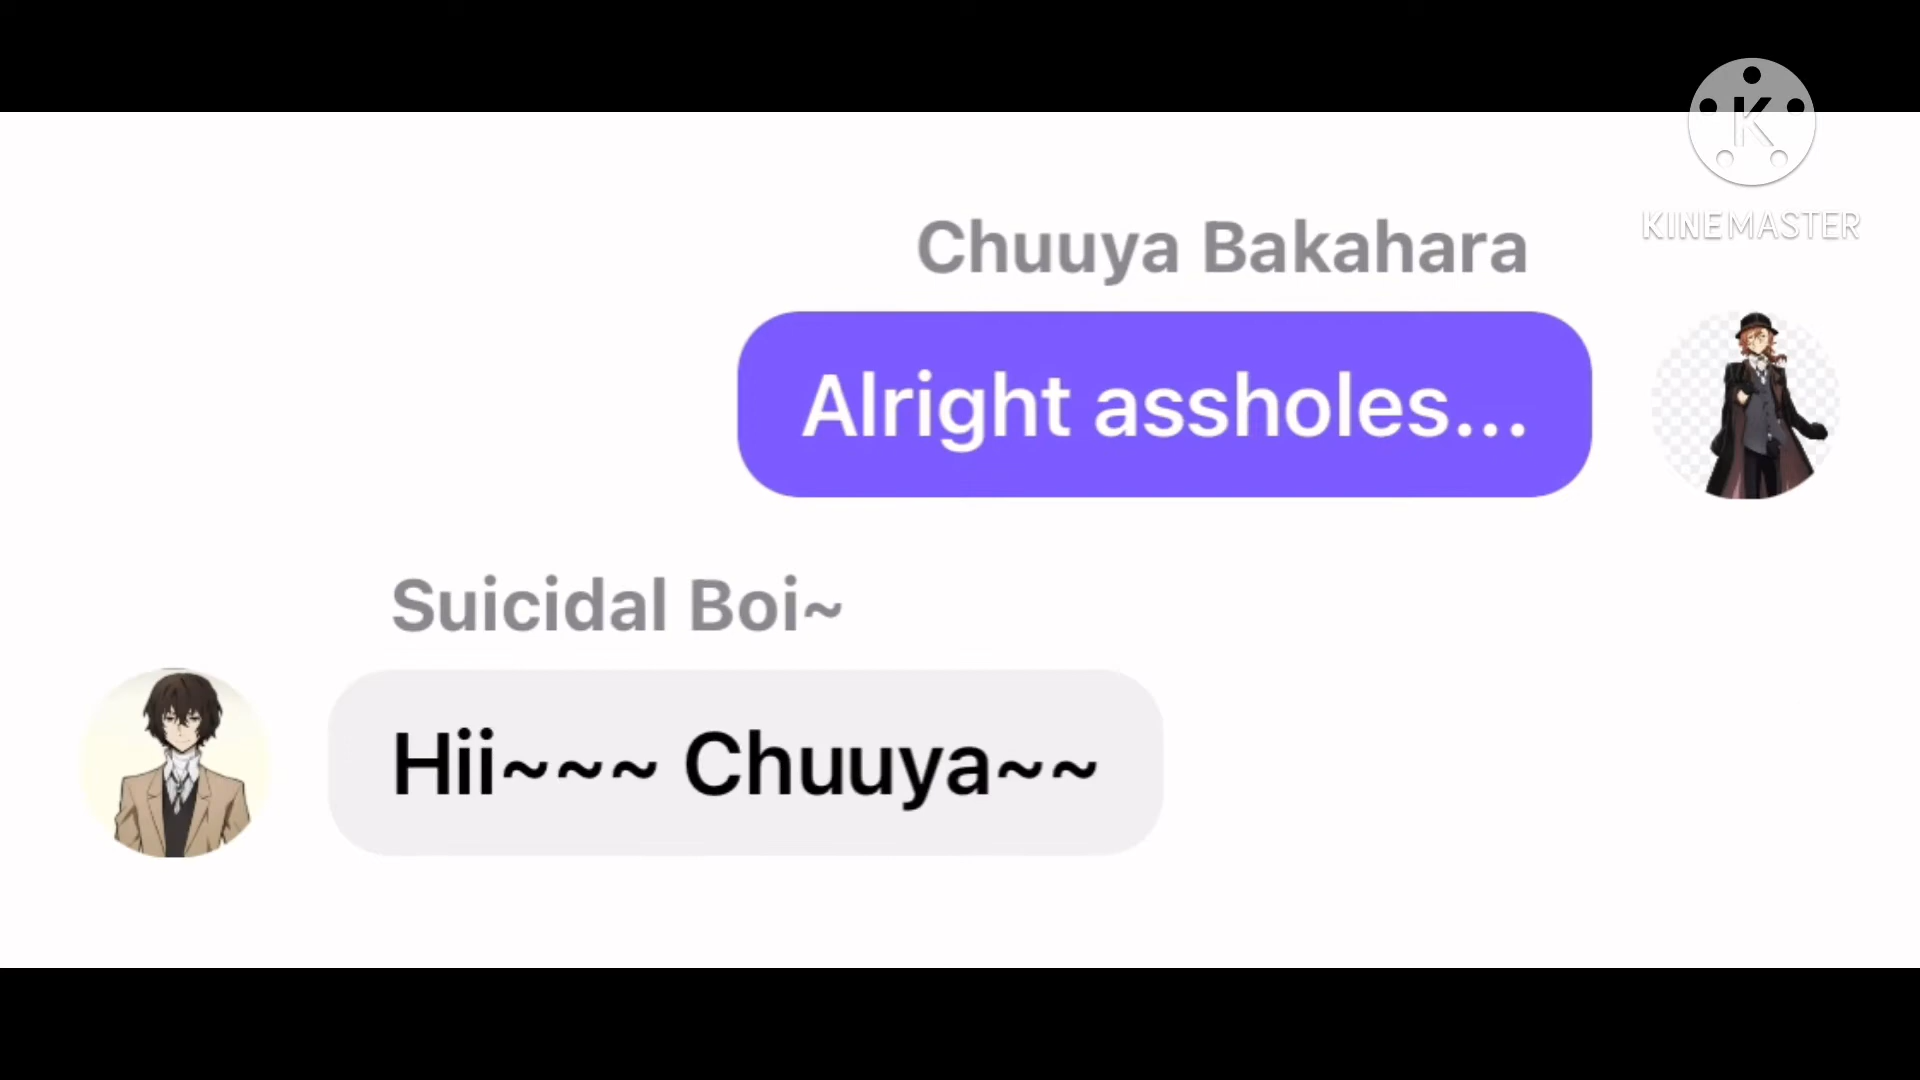 K
KINEMASTER
Chuuya Bakahara
Alright assholes...
Suicidal Boi~
Hii~~~ Chuuya~~